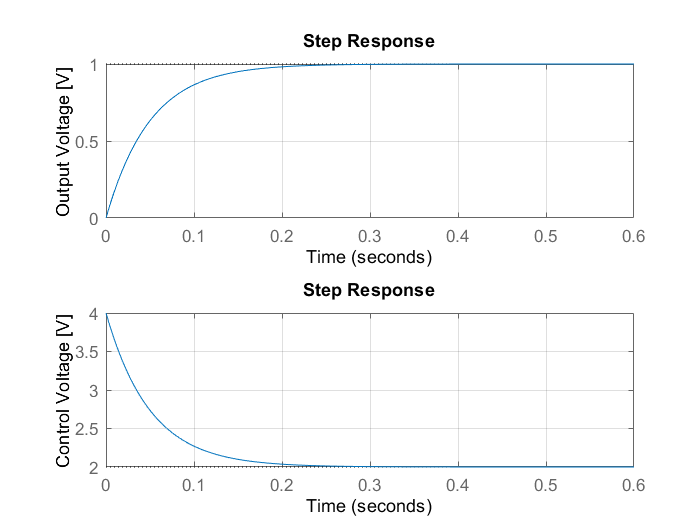 Step Response
Output Voltage [V]
1
0.5
0
0 0.1 0.2 0.3 0.4 0.5 0.6
Time (seconds)
Step Response
Control Voltage [V]
4
3.5
3
2.5
2
0 0.1 0.2 0.3 0.4 0.5 0.6
Time (seconds)